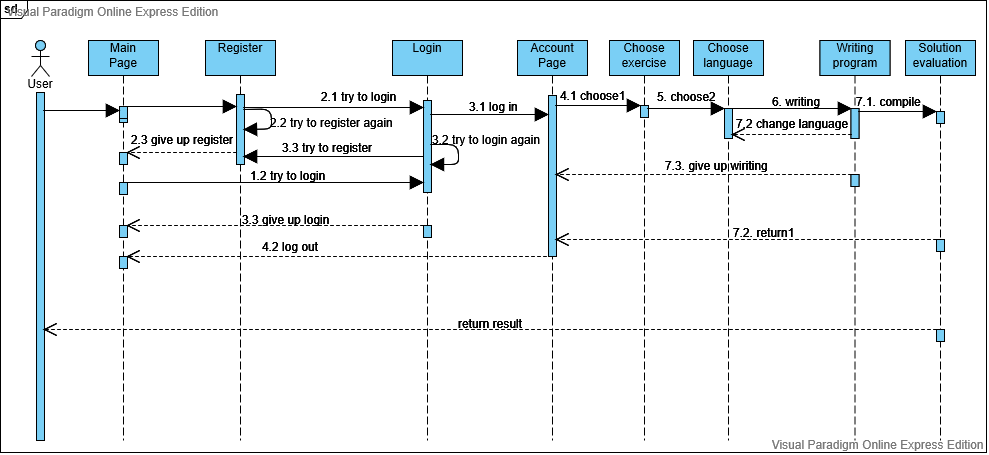 sd
Visual Paradigm Online Express Edition
User
Main
Page
Register
Login
Account
Page
Choose
exercise
Choose
language
Writing
program
Solution
evaluation
2.1 try to login
3.1 log in
4.1 choose1
5. choose2
6. writing
7.1. compile
2.2 try to register again
7.2 change language
2.3 give up register
3.2 try to login again
3.3 try to register
7.3. give up wiriting
1.2 try to login
3.3 give up login
7.2. return1
4.2 log out
return result
Visual Paradigm Online Express Edition